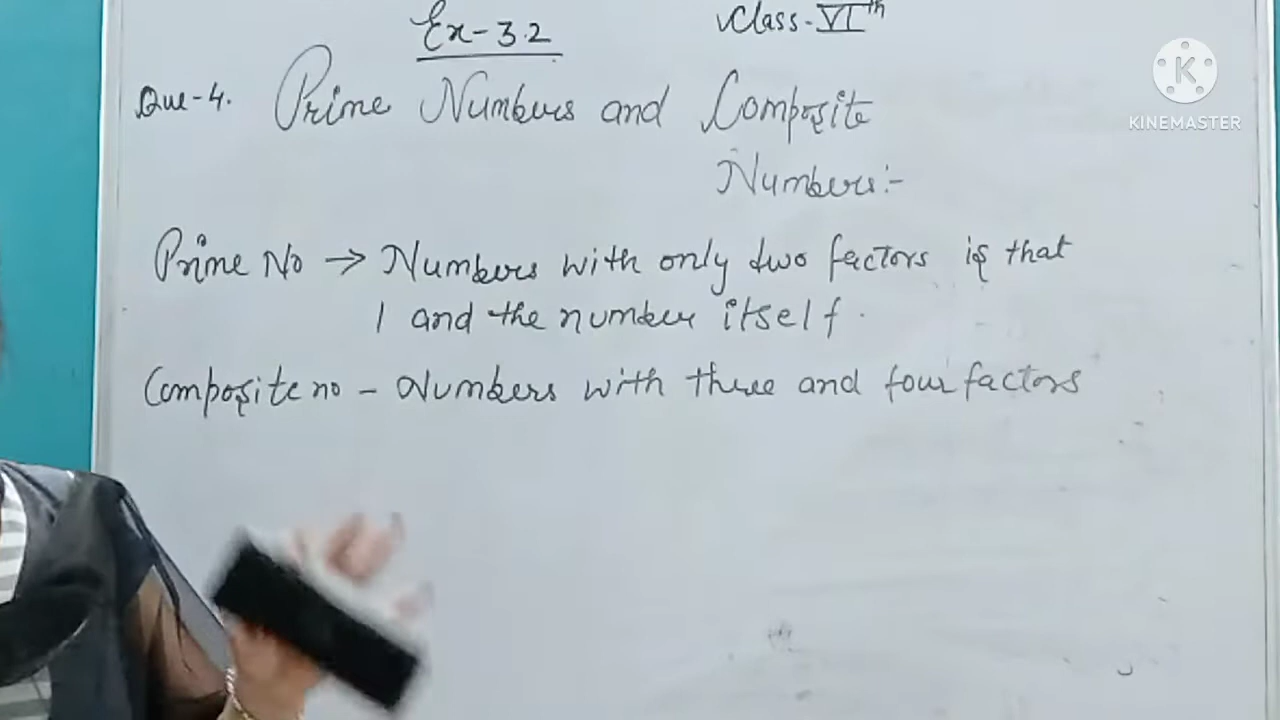 Ex-3.2
Class-VIth
Que-4. Prime Numbers and Composite
Numbers:-
Prime No → Numbers with only two factors is that
1 and the number itself.
Composite no - Numbers with three and four factors
K
KINEMASTER